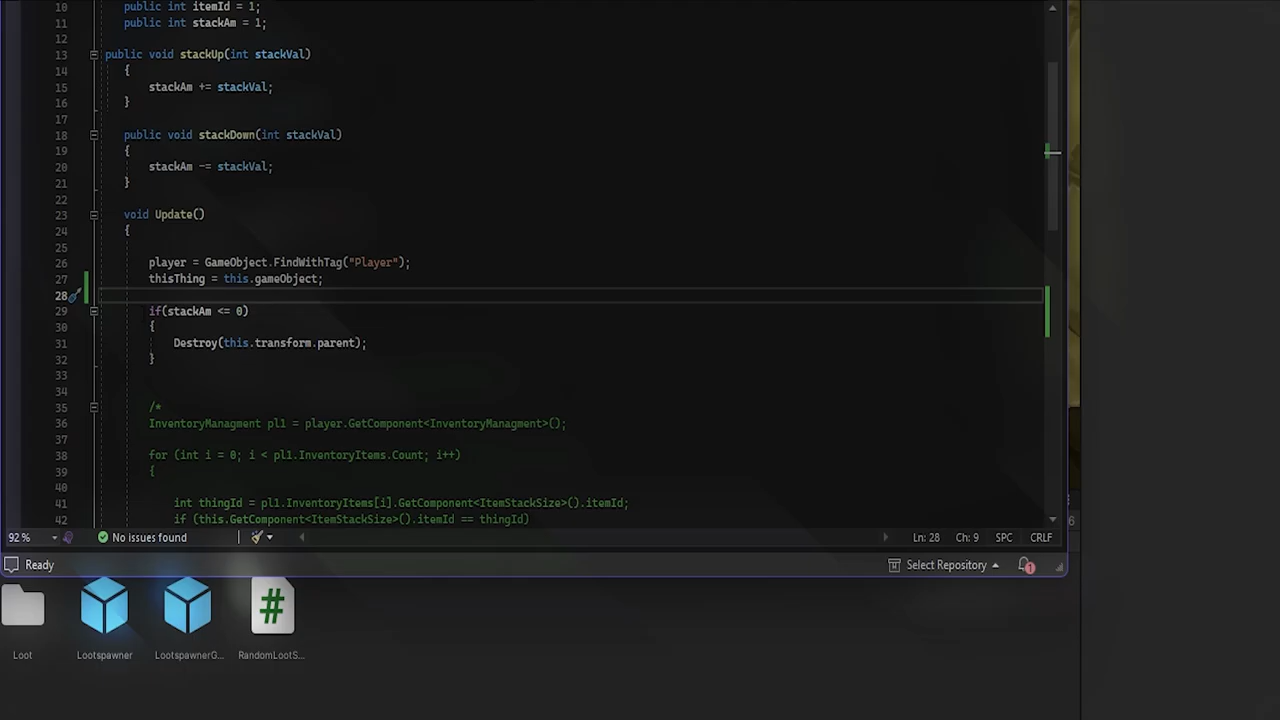 10 public int itemId = 1;
11 public int stackAm = 1;
12
13 public void stackUp(int stackVal)
14 {
15 stackAm += stackVal;
16 }
17
18 public void stackDown(int stackVal)
19 {
20 stackAm -= stackVal;
21 }
22
23 void Update()
24 {
25
26 player = GameObject.FindWithTag("Player");
27 thisThing = this.gameObject;
28
29 if(stackAm <= 0)
30 {
31 Destroy(this.transform.parent);
32 }
33
34
35 /*
36 InventoryManagment pl1 = player.GetComponent<InventoryManagment>();
37
38 for (int i = 0; i < pl1.InventoryItems.Count; i++)
39 {
40
41 int thingId = pl1.InventoryItems[i].GetComponent<ItemStackSize>().itemId;
42 if (this.GetComponent<ItemStackSize>().itemId == thingId)
92 % No issues found Ln: 28 Ch: 9 SPC CRLF
Ready Select Repository 1
Loot Lootspawner LootspawnerG... RandomLootS...